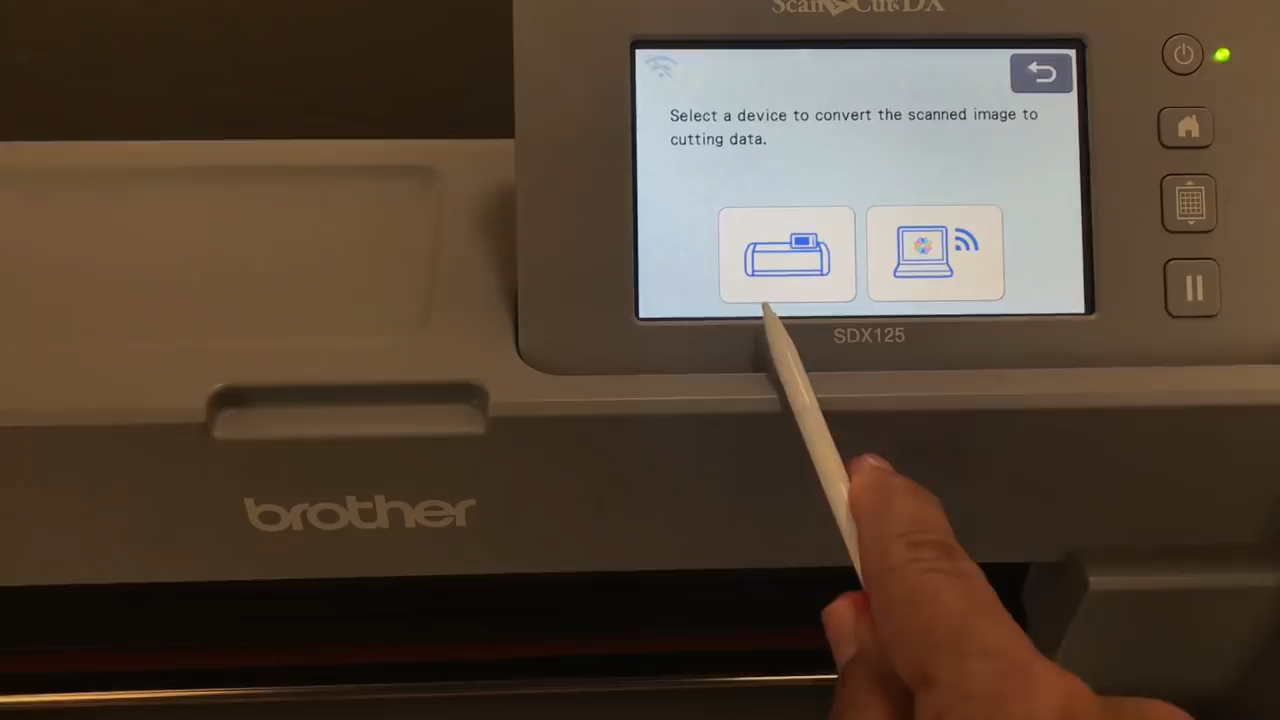 ScanNCut DX
Select a device to convert the scanned image to
cutting data.
SDX125
brother